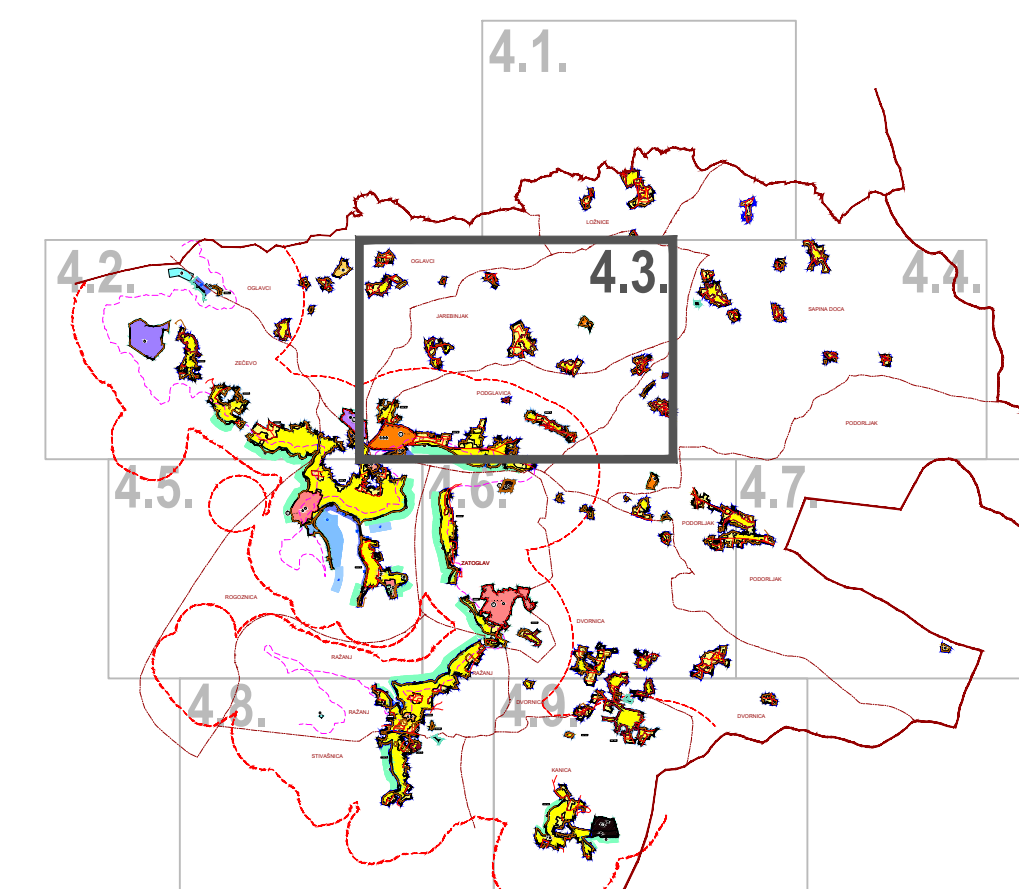 4.1.
LOŽNICE
4.2.
OGLAVCI
OGLAVCI
4.3.
4.4.
JAREBINJAK
SAPINA DOCA
ZEČEVO
PODGLAVICA
PODORLJAK
4.5.
4.6.
4.7.
PODORLJAK
ZATOGLAV
PODORLJAK
ROGOZNICA
DVORNICA
RAŽANJ
RAŽANJ
4.8.
RAŽANJ
4.9.
DVORNICA
DVORNICA
STIVAŠNICA
KANICA